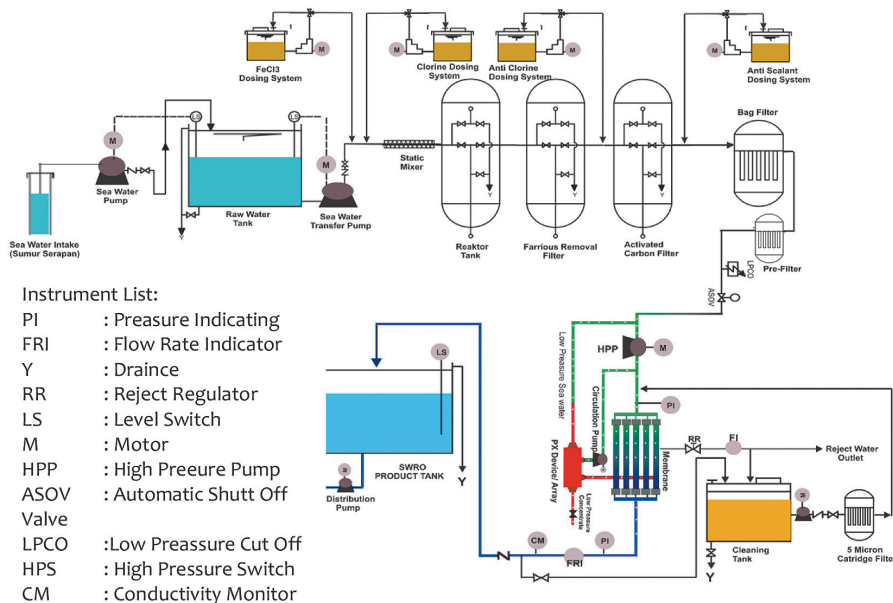 FeCl3
Dosing System
M
Clorine Dosing
System
M
Anti Clorine
Dosing System
M
Anti Scalant
Dosing System
M
LS
LS
M
M
Sea Water
Pump
Raw Water
Tank
Sea Water
Transfer Pump
Static
Mixer
Sea Water Intake
(Sumur Serapan)
Y
Y
Y
Y
Reaktor
Tank
Farrious Removal
Filter
Activated
Carbon Filter
Bag Filter
Pre-Filter
LPCO
ASOV
Instrument List:
PI : Preasure Indicating
FRI : Flow Rate Indicator
Y : Draince
RR : Reject Regulator
LS : Level Switch
M : Motor
HPP : High Preeure Pump
ASOV : Automatic Shutt Off
Valve
LPCO :Low Preassure Cut Off
HPS : High Pressure Switch
CM : Conductivity Monitor
LS
SWRO
PRODUCT TANK
Y
SI
Distribution
Pump
Low Preasure Sea water
HPP
M
Circulation Pump
PI
PX Device/ Array
Membrane
Low Pressure
Concentrate
RR
FI
Reject Water
Outlet
CM
FRI
PI
SI
Cleaning
Tank
Y
5 Micron
Catridge Filte